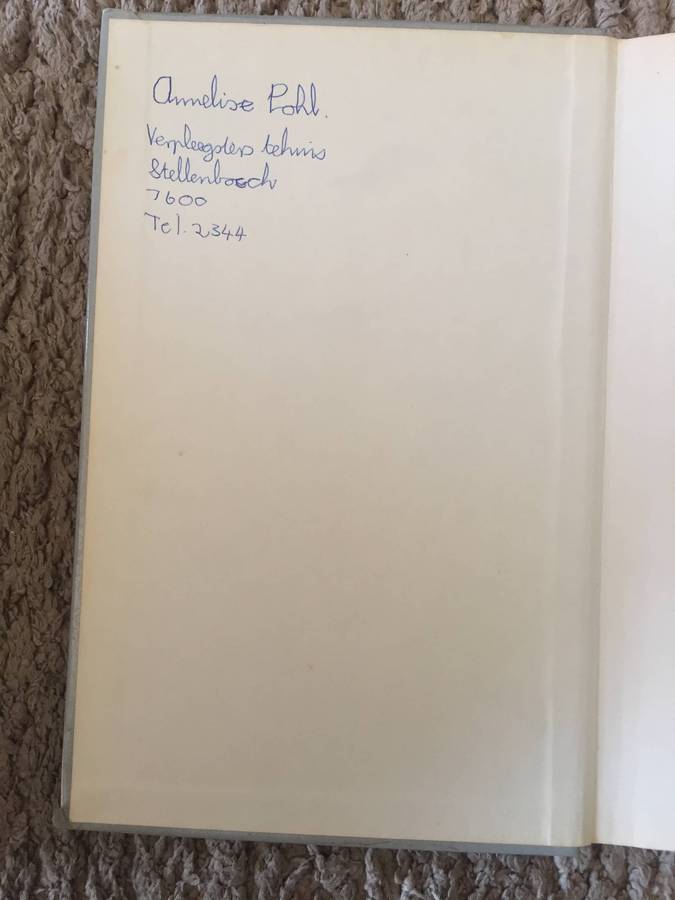 Annelise Pohl.
Verpleegsters tehuis
Stellenbosch
7600
Tel. 2344